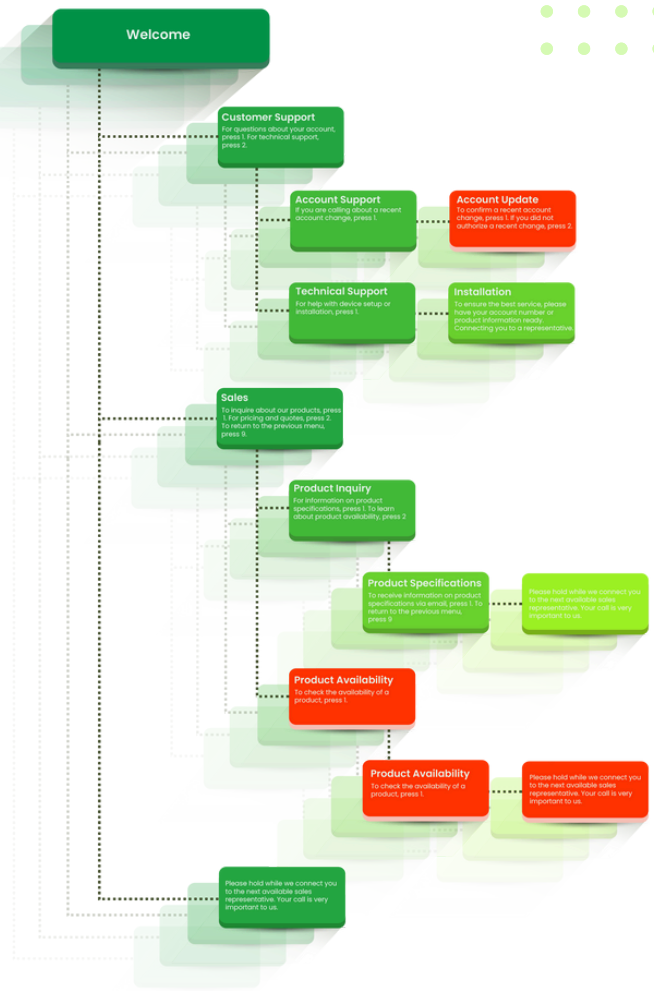 Welcome
Customer Support
For questions about your account,
press 1. For technical support,
press 2.
Account Support
If you are calling about a recent
account change, press 1.
Account Update
To confirm a recent account
change, press 1. If you did not
authorize a recent change, press 2.
Technical Support
For help with device setup or
installation, press 1.
Installation
To ensure the best service, please
have your account number or
product information ready.
Connecting you to a representative.
Sales
To inquire about our products, press
1. For pricing and quotes, press 2.
To return to the previous menu,
press 9.
Product Inquiry
For information on product
specifications, press 1. To learn
about product availability, press 2
Product Specifications
To receive information on product
specifications via email, press 1. To
return to the previous menu,
press 9
Please hold while we connect you
to the next available sales
representative. Your call is very
important to us.
Product Availability
To check the availability of a
product, press 1.
Product Availability
To check the availability of a
product, press 1.
Please hold while we connect you
to the next available sales
representative. Your call is very
important to us.
Please hold while we connect you
to the next available sales
representative. Your call is very
important to us.